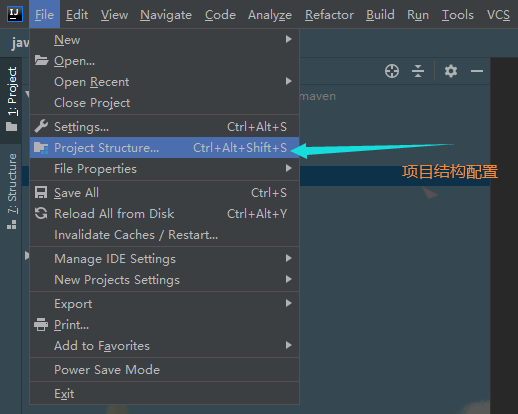 IJ File Edit View Navigate Code Analyze Refactor Build Run Tools VCS
jav
New
Open...
Open Recent
Close Project
maven
Settings... Ctrl+Alt+S
Project Structure... Ctrl+Alt+Shift+S
File Properties
项目结构配置
Save All Ctrl+S
Reload All from Disk Ctrl+Alt+Y
Invalidate Caches / Restart...
Manage IDE Settings
New Projects Settings
Export
Print...
Add to Favorites
Power Save Mode
Exit
1: Project
7: Structure